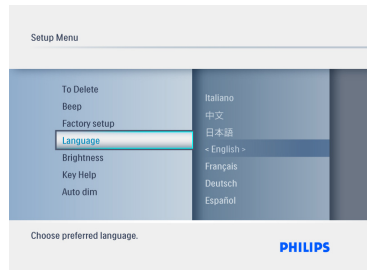 Setup Menu
To Delete
Beep
Factory setup
Language
Brightness
Key Help
Auto dim
Italiano
中文
日本語
< English >
Français
Deutsch
Español
Choose preferred language.
PHILIPS